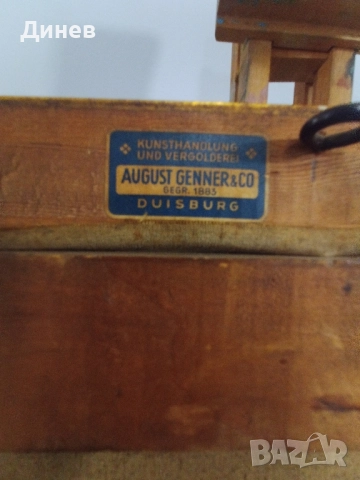 Динев
KUNSTHANDLUNG
UND VERGOLDEREI
AUGUST GENNER & CO
GEGR. 1883
DUISBURG
BAZAR